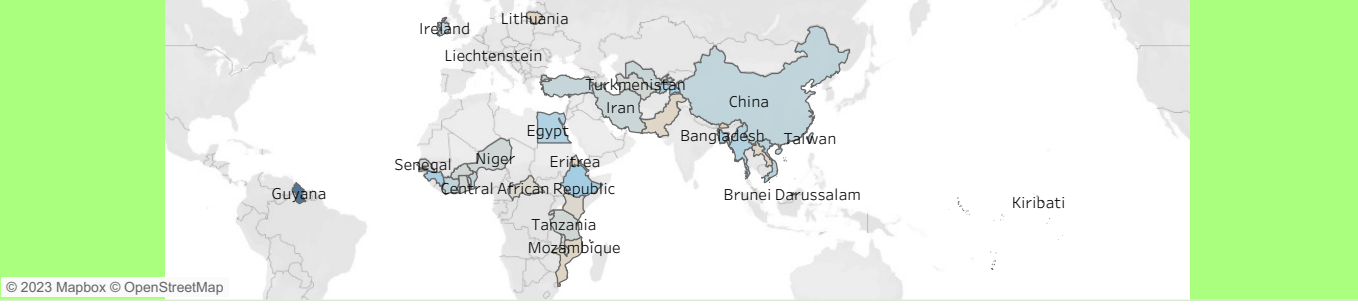 Lithuania
Ireland
Liechtenstein
Turkmenistan
China
Iran
Egypt
Bangladesh
Taiwan
Senegal
Niger
Eritrea
Guyana
Central African Republic
Brunei Darussalam
Kiribati
Tanzania
Mozambique
© 2023 Mapbox © OpenStreetMap